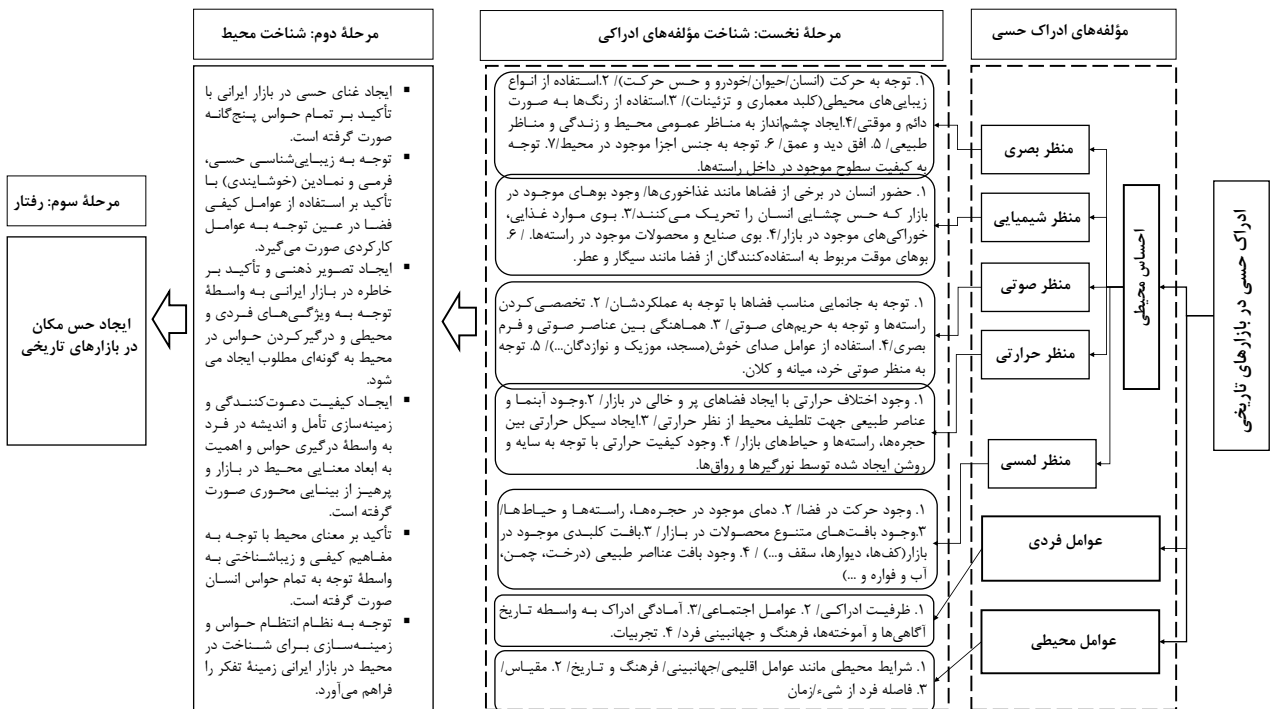 مؤلفه‌های ادراک حسی
ادراک حسی در بازارهای تاریخی
احساس محیطی
منظر بصری
منظر شیمیایی
منظر صوتی
منظر حرارتی
منظر لمسی
عوامل فردی
عوامل محیطی
مرحلۀ نخست: شناخت مؤلفه‌های ادراکی
۱. توجه به حرکت (انسان/حیوان/خودرو و حس حرکت)/ ۲.استفاده از انواع
زیبایی‌های محیطی(کلبد معماری و تزئینات)/ ۳.استفاده از رنگ‌ها به صورت
دائم و موقتی/۴.ایجاد چشم‌انداز به مناظر عمومی محیط و زندگی و مناظر
طبیعی/ ۵. افق دید و عمق/ ۶. توجه به جنس اجزا موجود در محیط/۷. توجه
به کیفیت سطوح موجود در داخل راسته‌ها.
۱. حضور انسان در برخی از فضاها مانند غذاخوری‌ها/ وجود بوهای موجود در
بازار که حس چشایی انسان را تحریک می‌کنند/۳. بوی موارد غذایی،
خوراکی‌های موجود در بازار/۴. بوی صنایع و محصولات موجود در راسته‌ها. / ۶.
بوهای موقت مربوط به استفاده‌کنندگان از فضا مانند سیگار و عطر.
۱. توجه به جانمایی مناسب فضاها با توجه به عملکردشان/ ۲. تخصصی‌کردن
راسته‌ها و توجه به حریم‌های صوتی/ ۳. هماهنگی بین عناصر صوتی و فرم
بصری/۴. استفاده از عوامل صدای خوش(مسجد، موزیک و نوازدگان...)/ ۵. توجه
به منظر صوتی خرد، میانه و کلان.
۱. وجود اختلاف حرارتی با ایجاد فضاهای پر و خالی در بازار/ ۲.وجود آبنما و
عناصر طبیعی جهت تلطیف محیط از نظر حرارتی/ ۳.ایجاد سیکل حرارتی بین
حجره‌ها، راسته‌ها و حیاط‌های بازار/ ۴. وجود کیفیت حرارتی با توجه به سایه و
روشن ایجاد شده توسط نورگیرها و رواق‌ها.
۱. وجود حرکت در فضا/ ۲. دمای موجود در حجره‌ها، راسته‌ها و حیاط‌ها/
۳.وجود بافت‌های متنوع محصولات در بازار/ ۳.بافت کلبدی موجود در
بازار(کف‌ها، دیوارها، سقف و...) / ۴. وجود بافت عنااصر طبیعی (درخت، چمن،
آب و فواره و ...)
۱. ظرفیت ادراکی/ ۲. عوامل اجتماعی/۳. آمادگی ادراک به واسطه تاریخ
آگاهی‌ها و آموخته‌ها، فرهنگ و جهانبینی فرد/ ۴. تجربیات.
۱. شرایط محیطی مانند عوامل اقلیمی/جهانبینی/ فرهنگ و تاریخ/ ۲. مقیاس/
۳. فاصله فرد از شیء/زمان
مرحلۀ دوم: شناخت محیط
▪ ایجاد غنای حسی در بازار ایرانی با
تأکید بر تمام حواس پنج‌گانه
صورت گرفته است.
▪ توجه به زیبایی‌شناسی حسی،
فرمی و نمادین (خوشایندی) با
تأکید بر استفاده از عوامل کیفی
فضا در عین توجه به عوامل
کارکردی صورت می‌گیرد.
▪ ایجاد تصویر ذهنی و تأکید بر
خاطره در بازار ایرانی به واسطۀ
توجه به ویژگی‌های فردی و
محیطی و درگیرکردن حواس در
محیط به گونه‌ای مطلوب ایجاد می
شود.
▪ ایجاد کیفیت دعوت‌کنندگی و
زمینه‌سازی تأمل و اندیشه در فرد
به واسطۀ درگیری حواس و اهمیت
به ابعاد معنایی محیط در بازار و
پرهیز از بینایی محوری صورت
گرفته است.
▪ تأکید بر معنای محیط با توجه به
مفاهیم کیفی و زیباشناختی به
واسطۀ توجه به تمام حواس انسان
صورت گرفته است.
▪ توجه به نظام انتظام حواس و
زمینه‌سازی برای شناخت در
محیط در بازار ایرانی زمینۀ تفکر را
فراهم می‌آورد.
مرحلۀ سوم: رفتار
ایجاد حس مکان
در بازارهای تاریخی